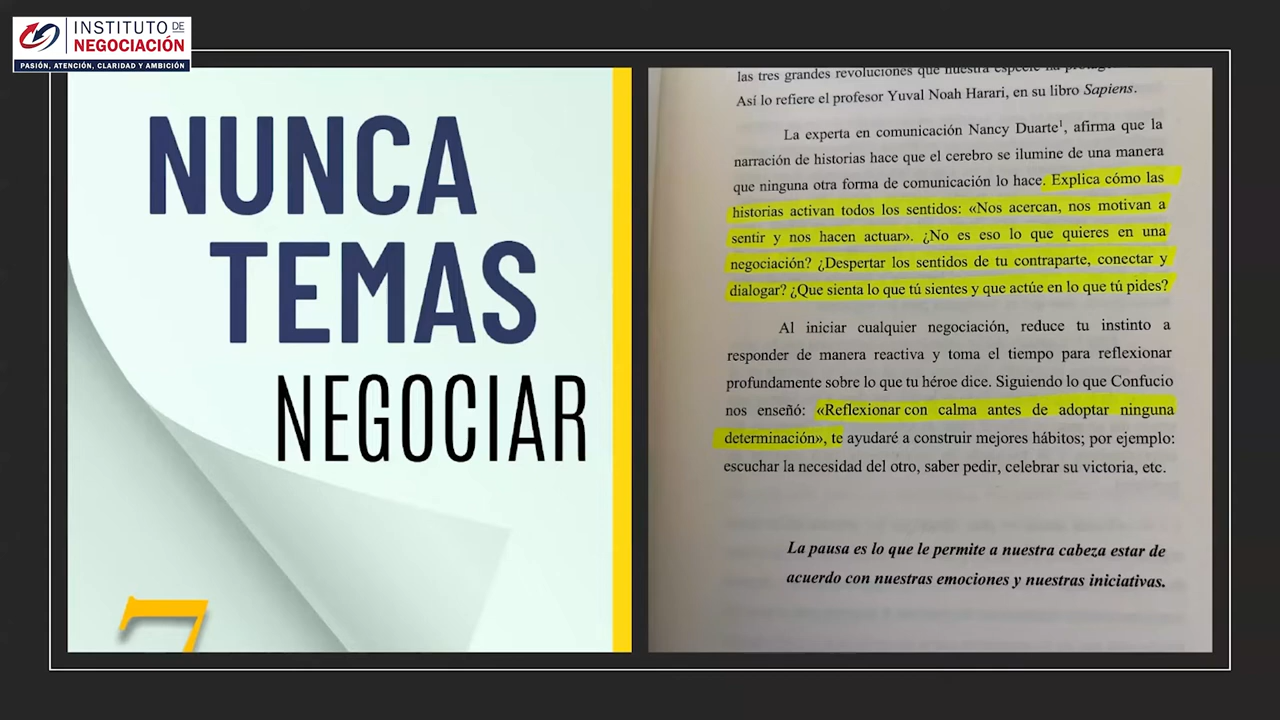 INSTITUTO DE
NEGOCIACIÓN
PASIÓN, ATENCIÓN, CLARIDAD Y AMBICIÓN
NUNCA
TEMAS
NEGOCIAR
7
las tres grandes revoluciones que nuestra especie ha
Así lo refiere el profesor Yuval Noah Harari, en su libro Sapiens.
La experta en comunicación Nancy Duarte¹, afirma que la
narración de historias hace que el cerebro se ilumine de una manera
que ninguna otra forma de comunicación lo hace. Explica cómo las
historias activan todos los sentidos: «Nos acercan, nos motivan a
sentir y nos hacen actuar». ¿No es eso lo que quieres en una
negociación? ¿Despertar los sentidos de tu contraparte, conectar y
dialogar? ¿Que sienta lo que tú sientes y que actúe en lo que tú pides?
Al iniciar cualquier negociación, reduce tu instinto a
responder de manera reactiva y toma el tiempo para reflexionar
profundamente sobre lo que tu héroe dice. Siguiendo lo que Confucio
nos enseñó: «Reflexionar con calma antes de adoptar ninguna
determinación», te ayudaré a construir mejores hábitos; por ejemplo:
escuchar la necesidad del otro, saber pedir, celebrar su victoria, etc.
La pausa es lo que le permite a nuestra cabeza estar de
acuerdo con nuestras emociones y nuestras iniciativas.